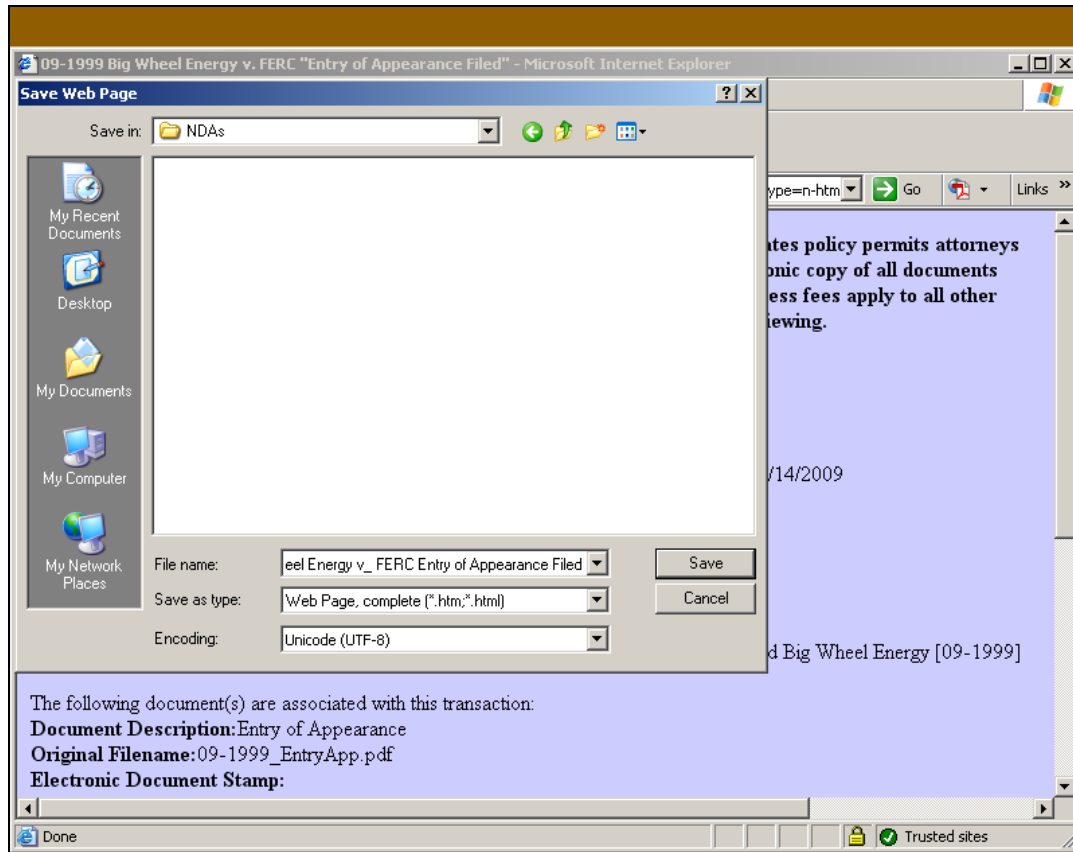 09-1999 Big Wheel Energy v. FERC "Entry of Appearance Filed" - Microsoft Internet Explorer
Save Web Page
Save in:
NDAs
My Recent
Documents
Desktop
My Documents
My Computer
My Network
Places
File name:
eel Energy v_ FERC Entry of Appearance Filed
Save
Save as type:
Web Page, complete (*.htm;*.html)
Cancel
Encoding:
Unicode (UTF-8)
ype=n-htm
Go
Links »
ates policy permits attorneys
onic copy of all documents
ess fees apply to all other
iewing.
/14/2009
d Big Wheel Energy [09-1999]
The following document(s) are associated with this transaction:
Document Description:Entry of Appearance
Original Filename:09-1999_EntryApp.pdf
Electronic Document Stamp:
Done
Trusted sites